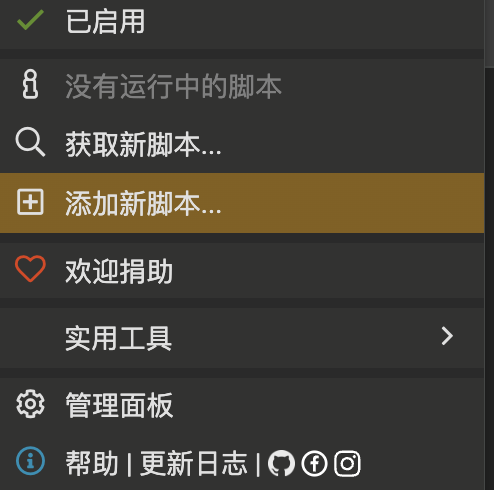 已启用
没有运行中的脚本
获取新脚本...
添加新脚本...
欢迎捐助
实用工具
管理面板
帮助 | 更新日志 |